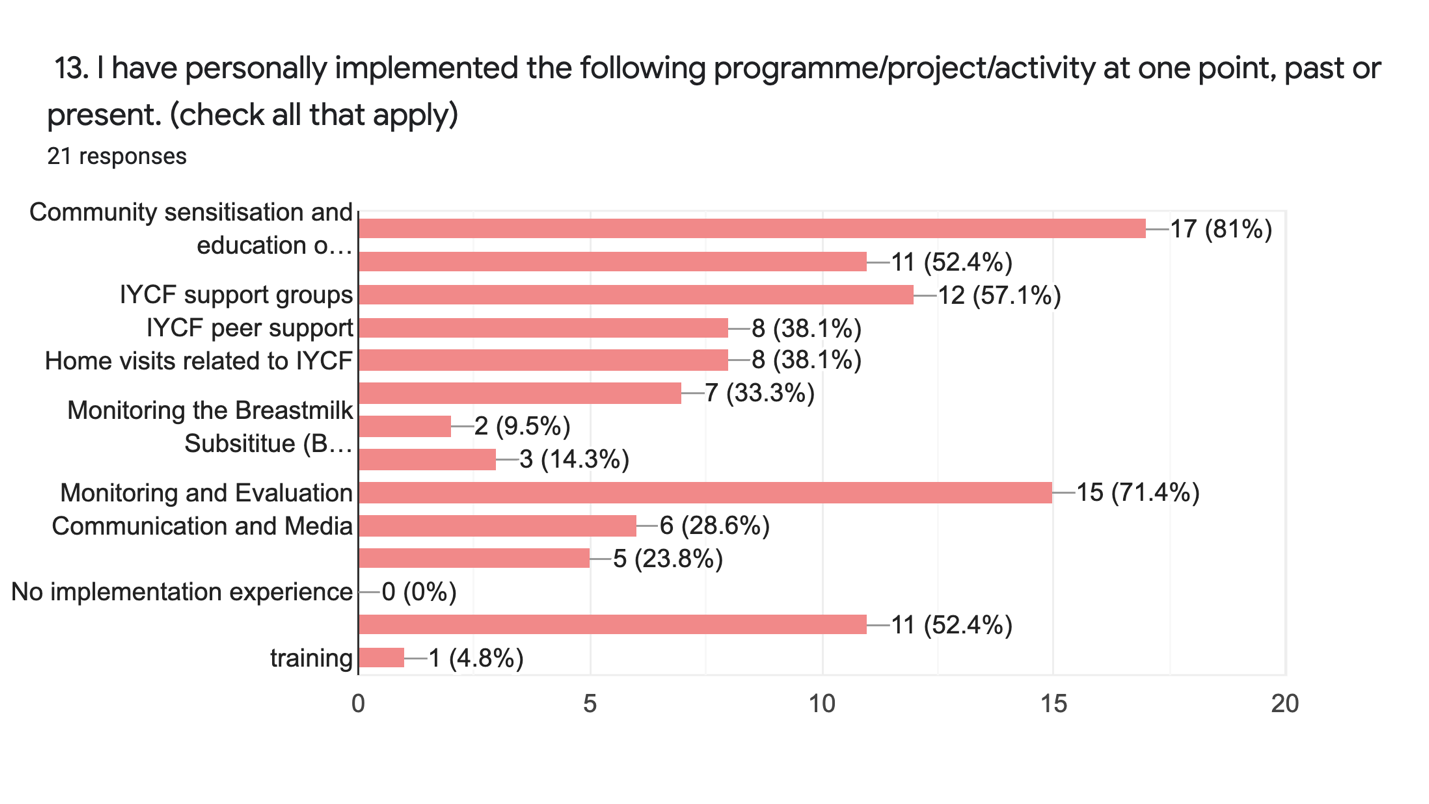 13. I have personally implemented the following programme/project/activity at one point, past or
present. (check all that apply)
21 responses
Community sensitisation and
education o…
17 (81%)
11 (52.4%)
IYCF support groups
12 (57.1%)
IYCF peer support
8 (38.1%)
Home visits related to IYCF
8 (38.1%)
7 (33.3%)
Monitoring the Breastmilk
Subsititue (B…
2 (9.5%)
3 (14.3%)
Monitoring and Evaluation
15 (71.4%)
Communication and Media
6 (28.6%)
5 (23.8%)
No implementation experience
0 (0%)
11 (52.4%)
training
1 (4.8%)
0 5 10 15 20